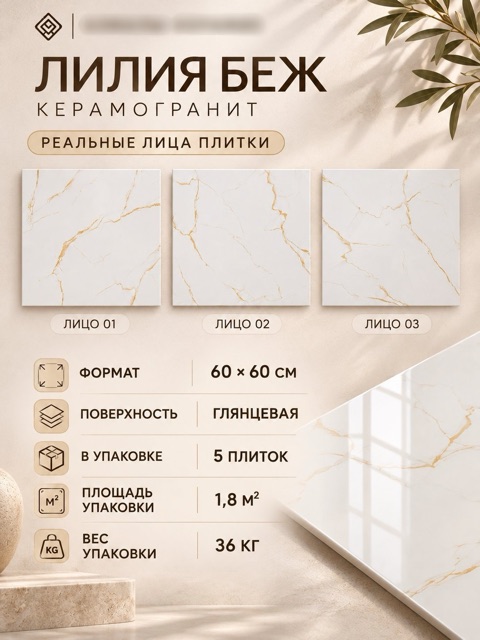 ЛИЛИЯ БЕЖ
КЕРАМОГРАНИТ
РЕАЛЬНЫЕ ЛИЦА ПЛИТКИ
ЛИЦО 01
ЛИЦО 02
ЛИЦО 03
ФОРМАТ
60 × 60 СМ
ПОВЕРХНОСТЬ
ГЛЯНЦЕВАЯ
В УПАКОВКЕ
5 ПЛИТОК
М²
ПЛОЩАДЬ
УПАКОВКИ
1,8 М²
KG
ВЕС
УПАКОВКИ
36 КГ